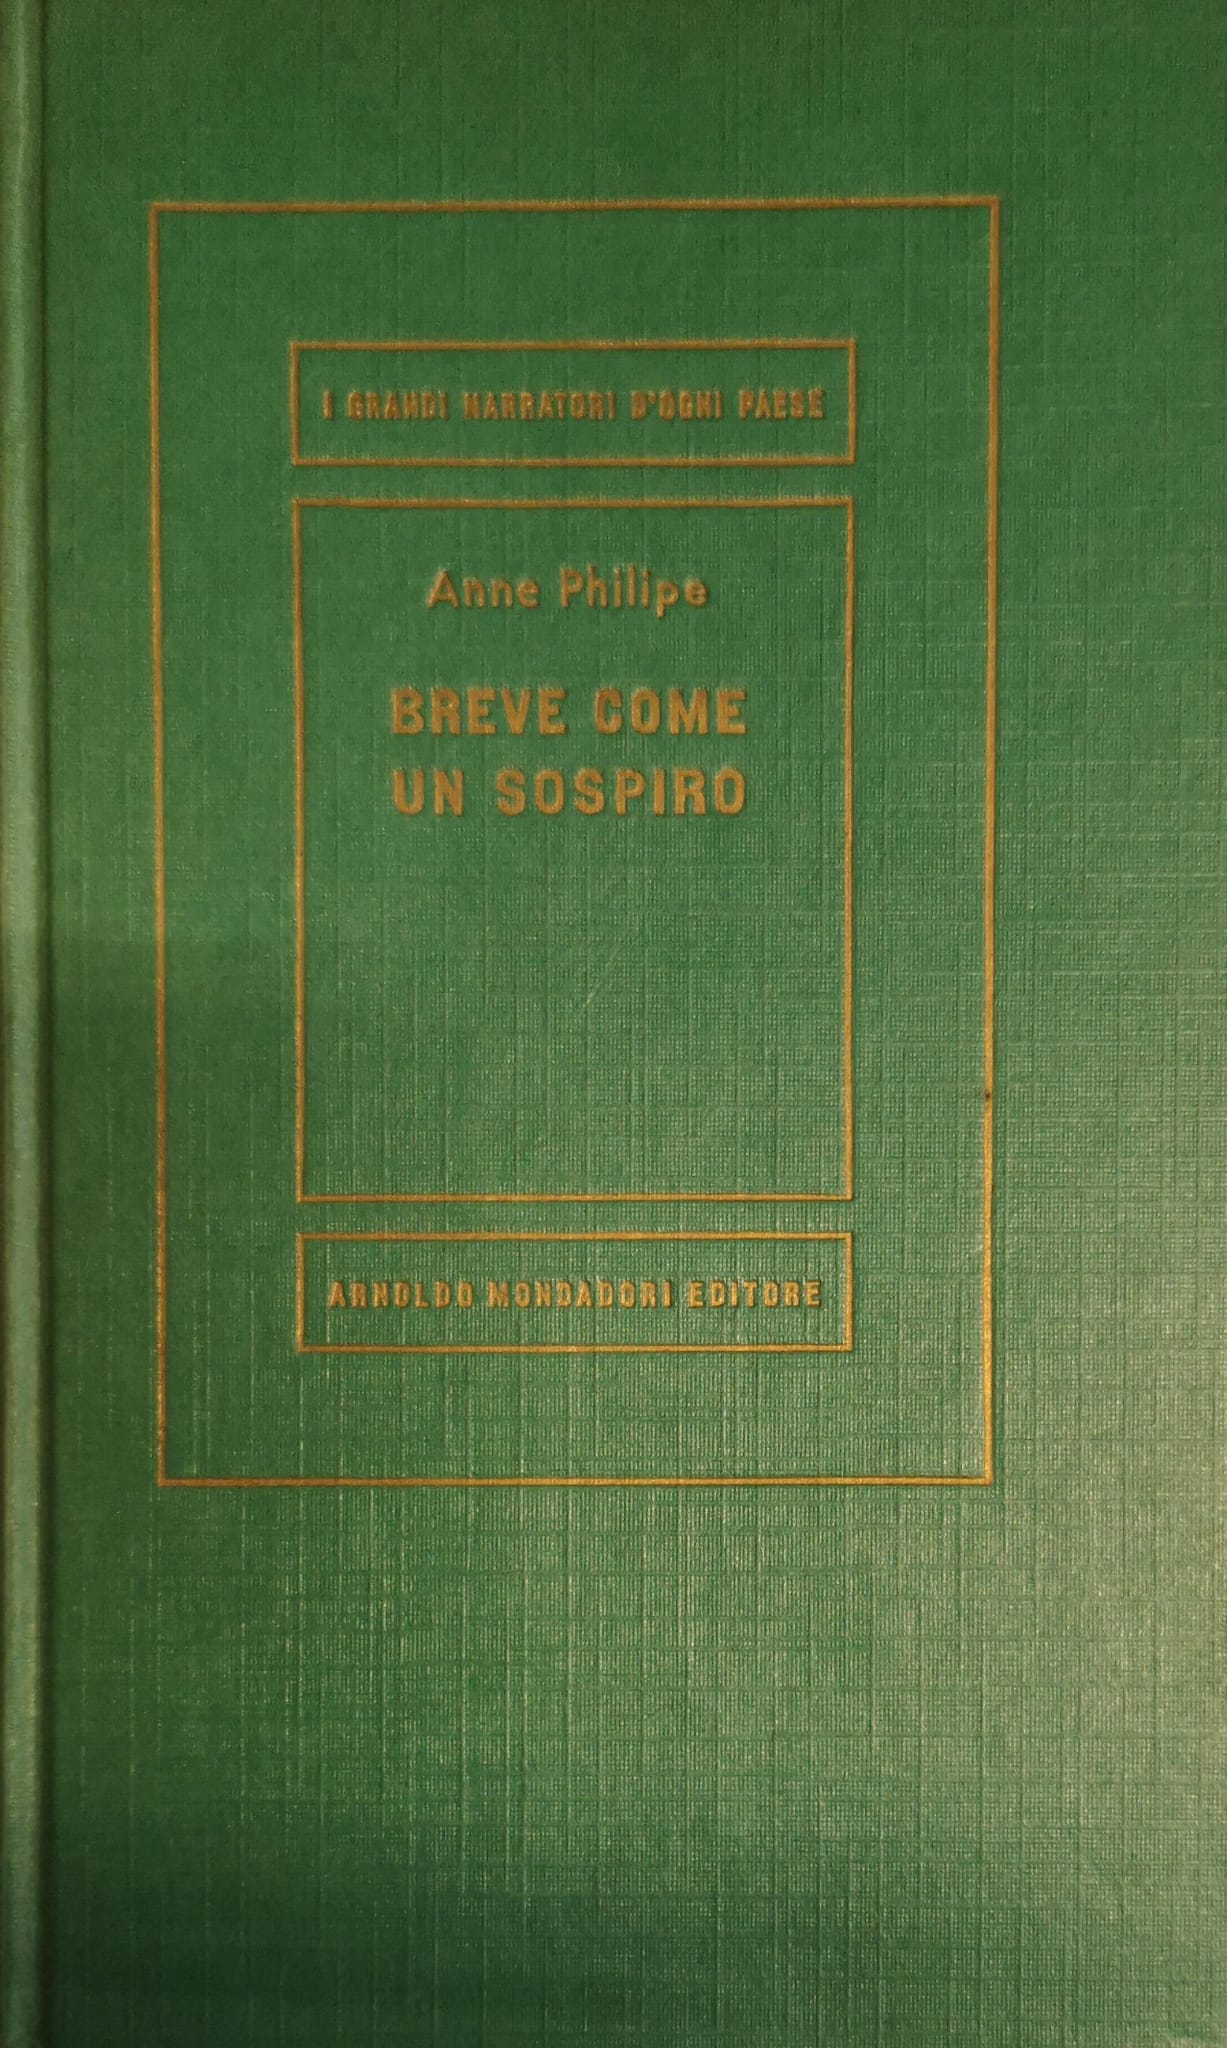 I GRANDI NARRATORI D'OGNI PAESE
Anne Philipe
BREVE COME
UN SOSPIRO
ARNOLDO MONDADORI EDITORE